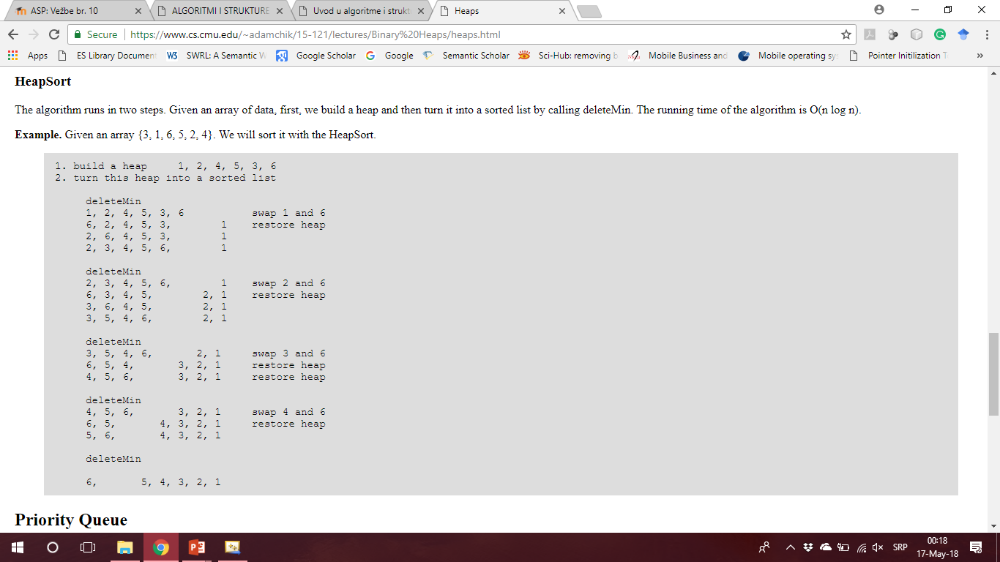 ASP: Vežbe br. 10
ALGORITMI I STRUKTURE
Uvod u algoritme i strukt
Heaps
Secure
https://www.cs.cmu.edu/~adamchik/15-121/lectures/Binary%20Heaps/heaps.html
Apps
ES Library Document
W3 SWRL: A Semantic W
Google Scholar
G Google
Semantic Scholar
Sci-Hub: removing b
Mobile Business and
Mobile operating sy
Pointer Initilization T
»
HeapSort
The algorithm runs in two steps. Given an array of data, first, we build a heap and then turn it into a sorted list by calling deleteMin. The running time of the algorithm is O(n log n).
Example. Given an array {3, 1, 6, 5, 2, 4}. We will sort it with the HeapSort.
1. build a heap 1, 2, 4, 5, 3, 6
2. turn this heap into a sorted list
deleteMin
1, 2, 4, 5, 3, 6 swap 1 and 6
6, 2, 4, 5, 3, 1 restore heap
2, 6, 4, 5, 3, 1
2, 3, 4, 5, 6, 1
deleteMin
2, 3, 4, 5, 6, 1 swap 2 and 6
6, 3, 4, 5, 2, 1 restore heap
3, 6, 4, 5, 2, 1
3, 5, 4, 6, 2, 1
deleteMin
3, 5, 4, 6, 2, 1 swap 3 and 6
6, 5, 4, 3, 2, 1 restore heap
4, 5, 6, 3, 2, 1 restore heap
deleteMin
4, 5, 6, 3, 2, 1 swap 4 and 6
6, 5, 4, 3, 2, 1 restore heap
5, 6, 4, 3, 2, 1
deleteMin
6, 5, 4, 3, 2, 1
Priority Queue
SRP
00:18
17-May-18